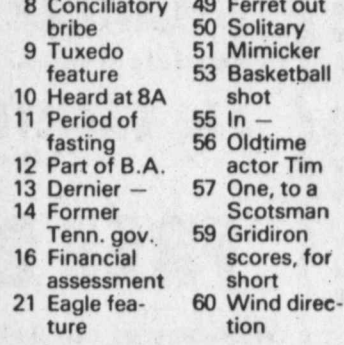 8 Conciliatory
bribe
9 Tuxedo
feature
10 Heard at 8A
11 Period of
fasting
12 Part of B.A.
13 Dernier —
14 Former
Tenn. gov.
16 Financial
assessment
21 Eagle fea-
ture
49 Ferret out
50 Solitary
51 Mimicker
53 Basketball
shot
55 In —
56 Oldtime
actor Tim
57 One, to a
Scotsman
59 Gridiron
scores, for
short
60 Wind direc-
tion